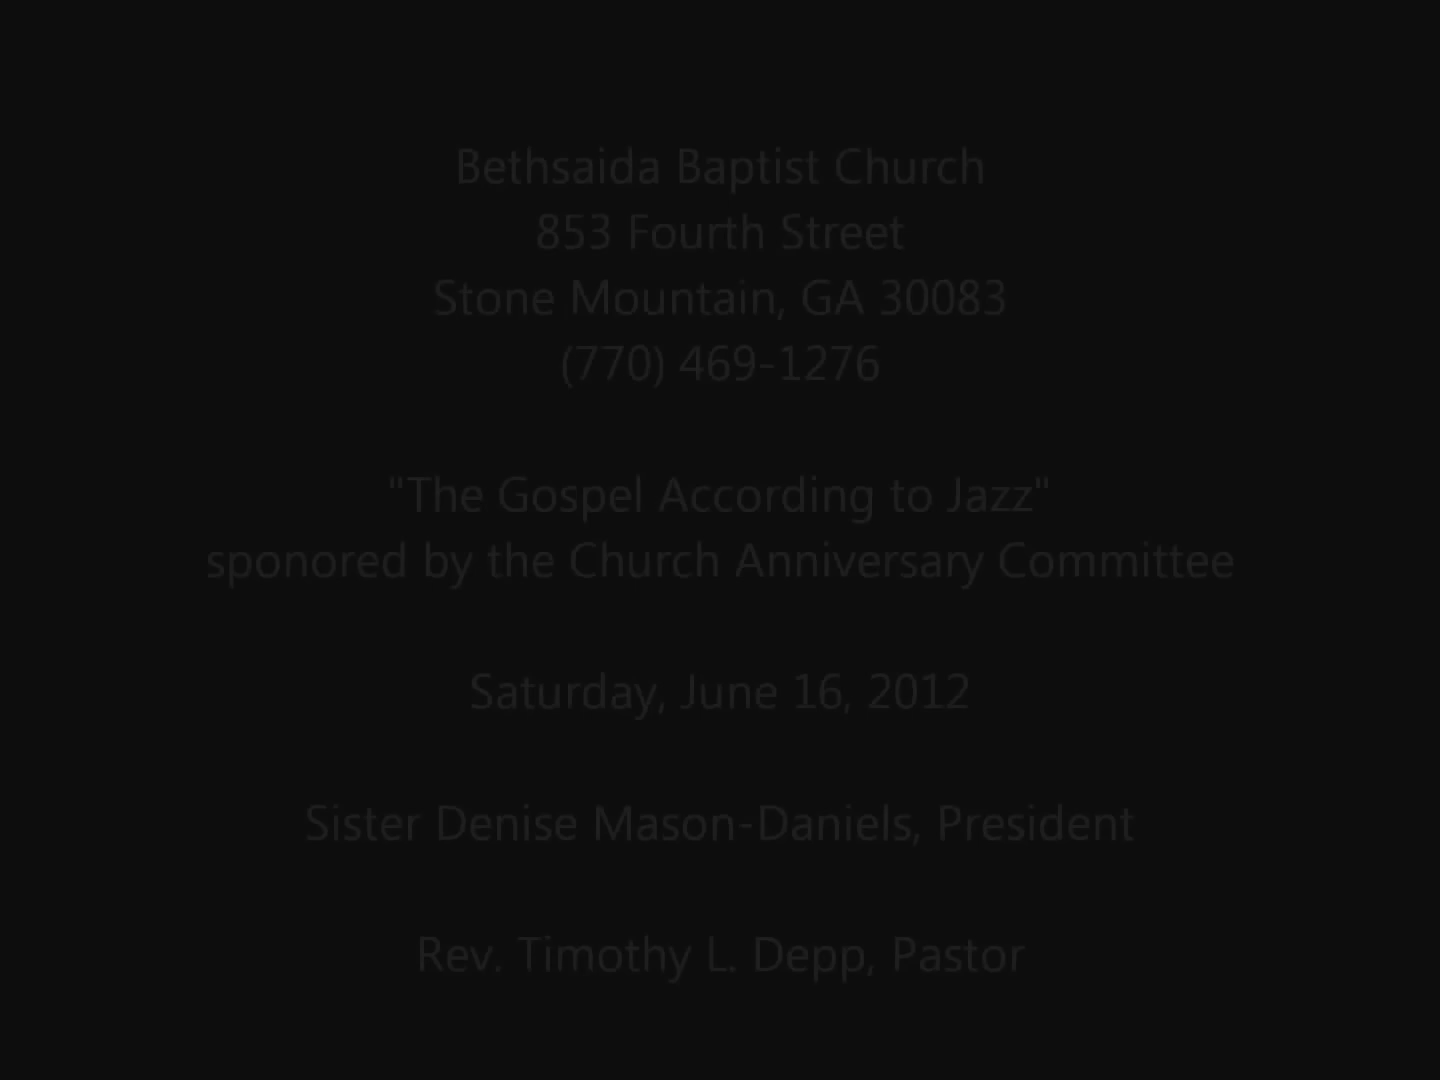 Bethsaida Baptist Church
853 Fourth Street
Stone Mountain, GA 30083
(770) 469-1276
"The Gospel According to Jazz"
sponored by the Church Anniversary Committee
Saturday, June 16, 2012
Sister Denise Mason-Daniels, President
Rev. Timothy L. Depp, Pastor